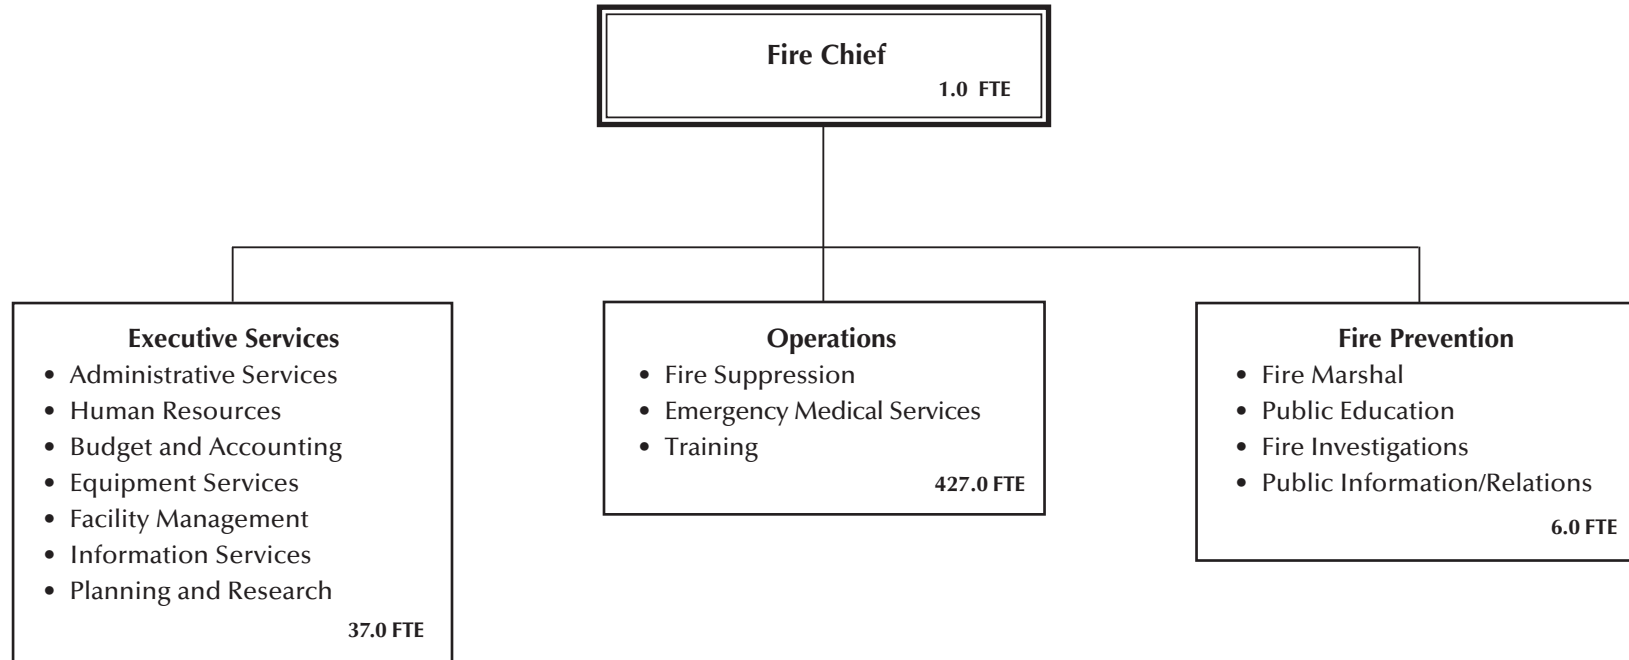 Fire Chief
1.0 FTE
Executive Services
• Administrative Services
• Human Resources
• Budget and Accounting
• Equipment Services
• Facility Management
• Information Services
• Planning and Research
37.0 FTE
Operations
• Fire Suppression
• Emergency Medical Services
• Training
427.0 FTE
Fire Prevention
• Fire Marshal
• Public Education
• Fire Investigations
• Public Information/Relations
6.0 FTE